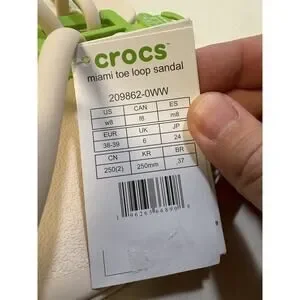 crocs™
miami toe loop sandal
209862-0WW
US CAN ES
w8 f8 m8
EUR UK JP
38-39 6 24
CN KR BR
250(2) 250mm 37